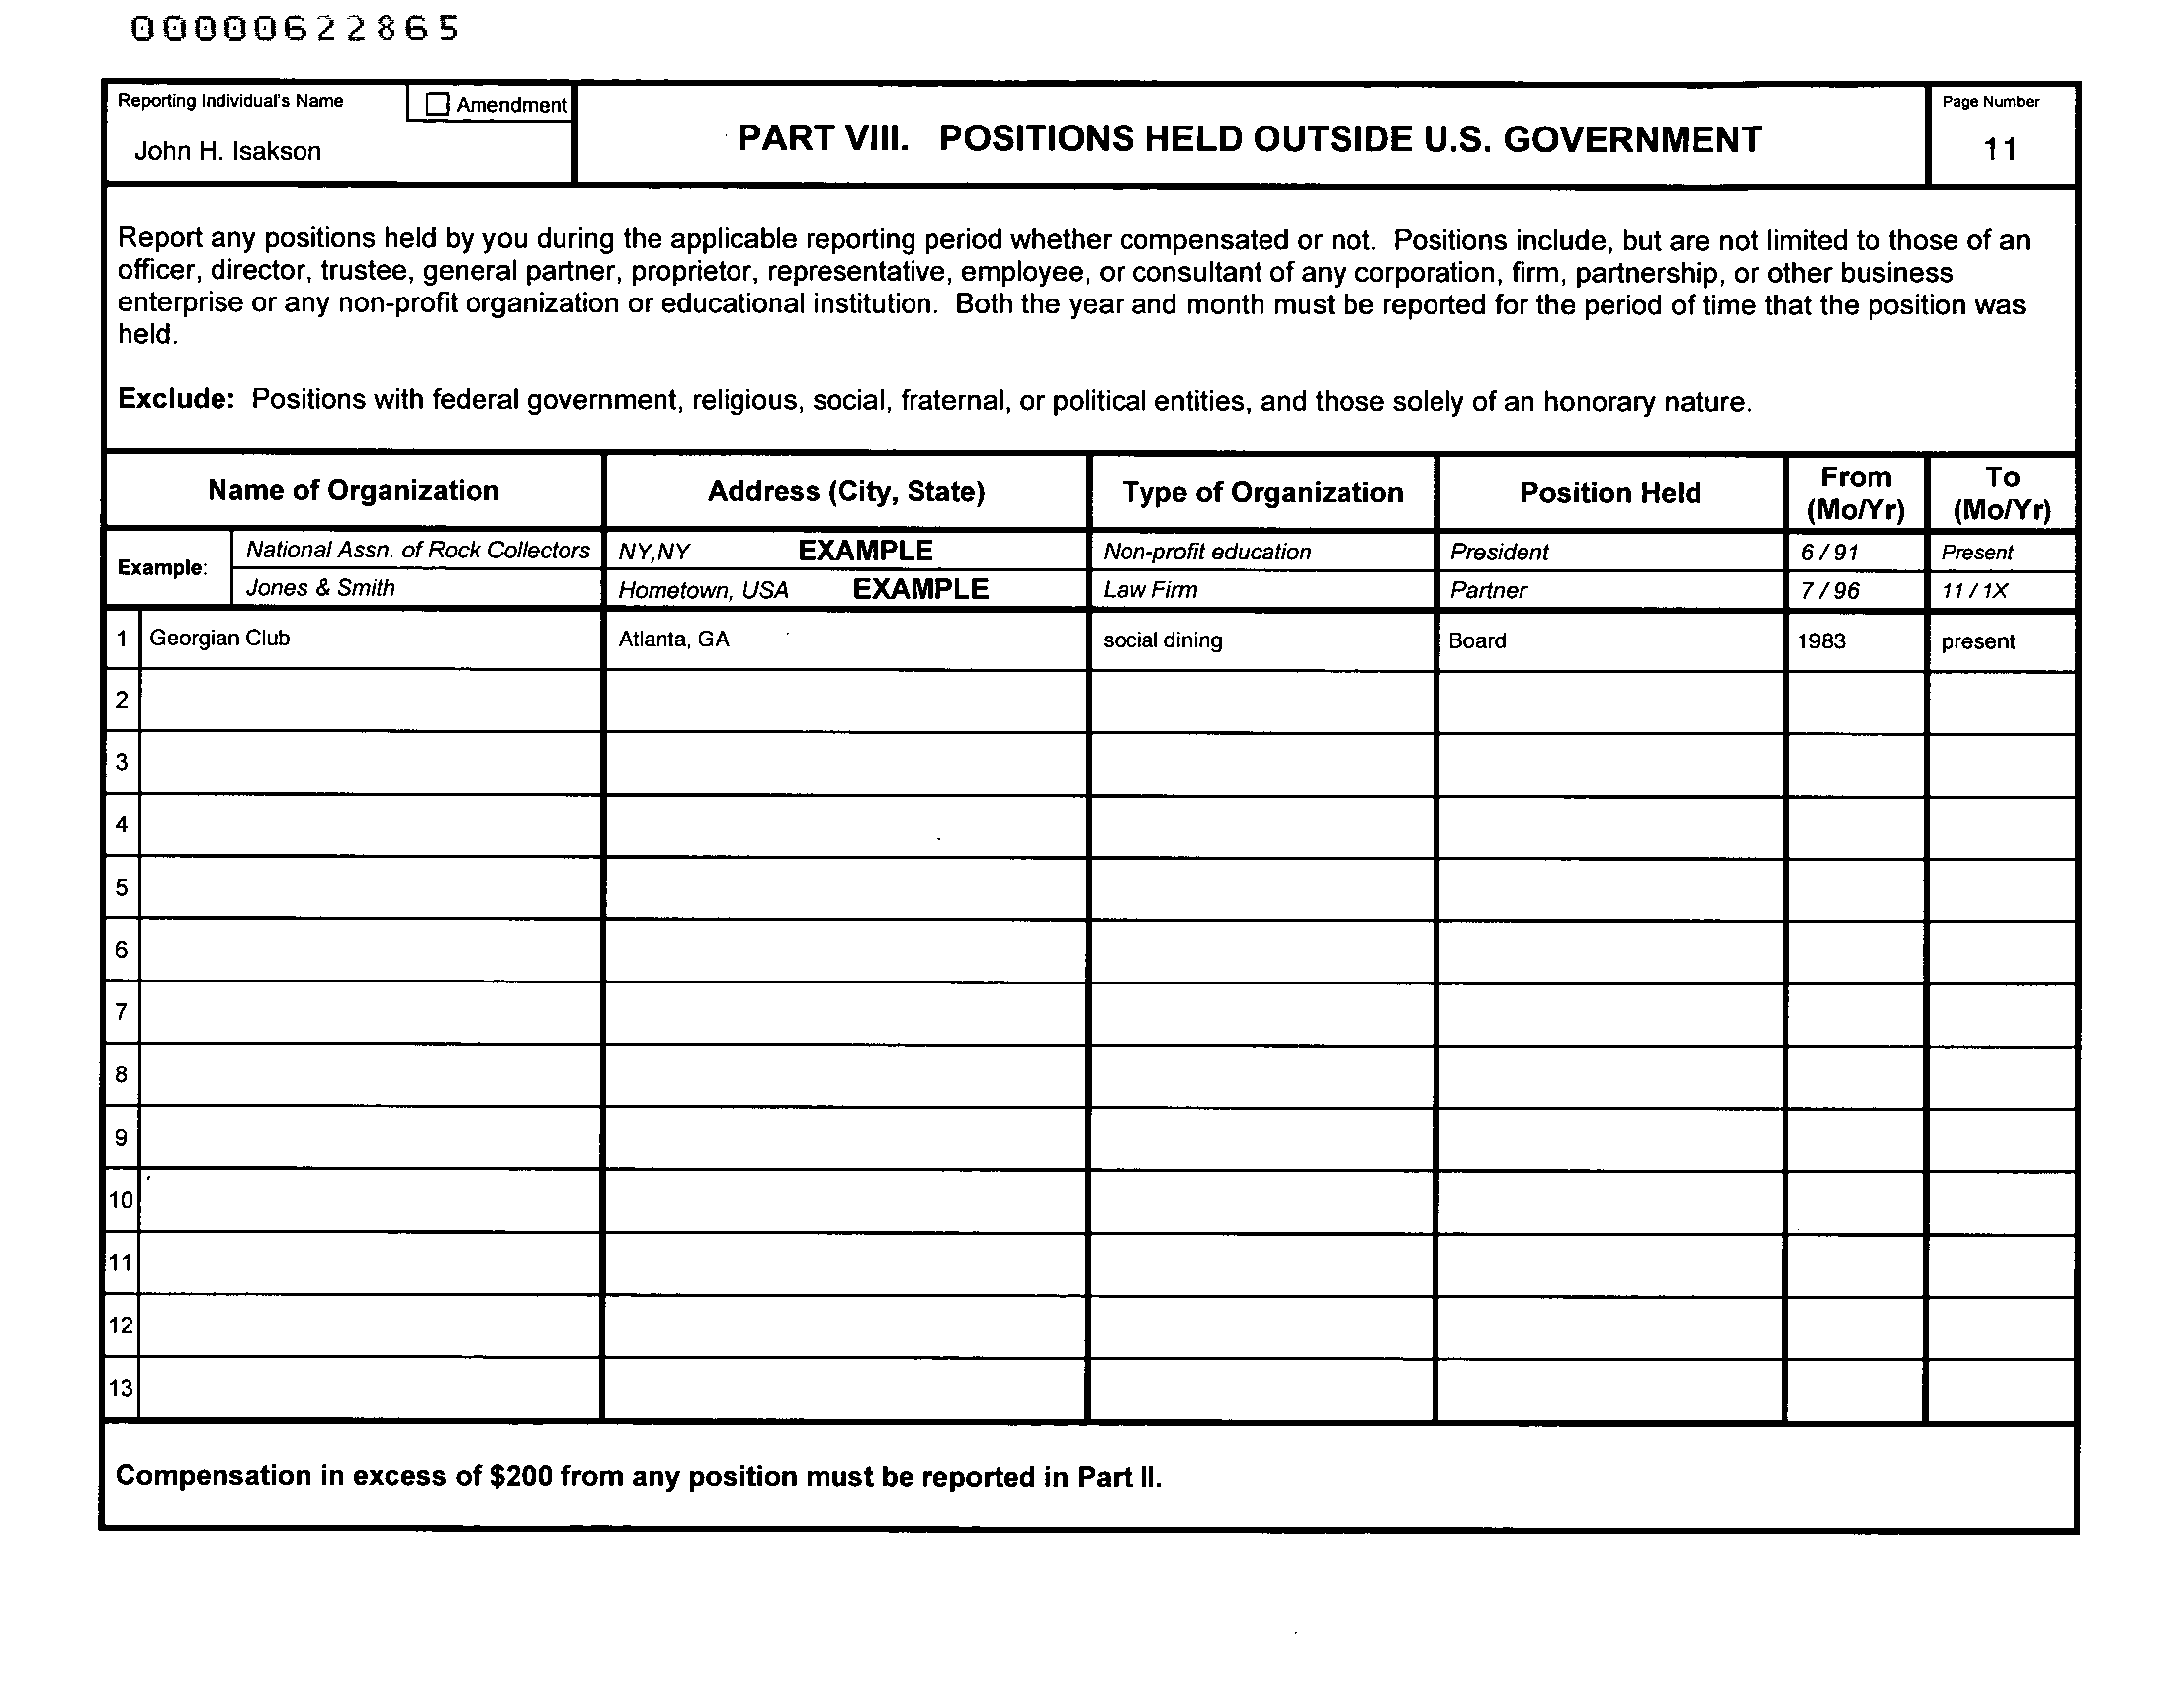 00000622865
Reporting Individual's Name
Amendment
John H. Isakson
PART VIII. POSITIONS HELD OUTSIDE U.S. GOVERNMENT
Page Number
11
Report any positions held by you during the applicable reporting period whether compensated or not. Positions include, but are not limited to those of an
officer, director, trustee, general partner, proprietor, representative, employee, or consultant of any corporation, firm, partnership, or other business
enterprise or any non-profit organization or educational institution. Both the year and month must be reported for the period of time that the position was
held.
Exclude: Positions with federal government, religious, social, fraternal, or political entities, and those solely of an honorary nature.
Name of Organization Address (City, State) Type of Organization Position Held From (Mo/Yr) To (Mo/Yr)
Example:
National Assn. of Rock Collectors NY,NY EXAMPLE Non-profit education President 6 / 91 Present
Jones & Smith Hometown, USA EXAMPLE Law Firm Partner 7 / 96 11 / 1X
1 Georgian Club Atlanta, GA social dining Board 1983 present
2
3
4
5
6
7
8
9
10
11
12
13
Compensation in excess of $200 from any position must be reported in Part II.